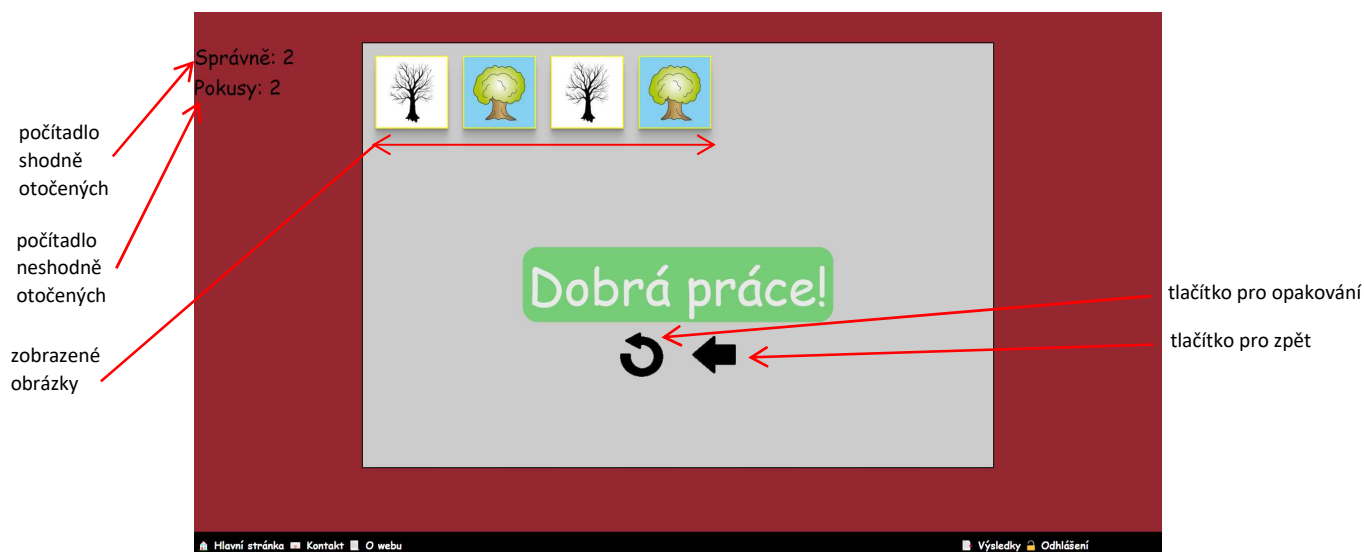 Správně: 2
Pokusy: 2
počítadlo
shodně
otočených
počítadlo
neshodně
otočených
zobrazené
obrázky
Dobrá práce!
tlačítko pro opakování
tlačítko pro zpět
Hlavní stránka Kontakt O webu
Výsledky Odhlášení